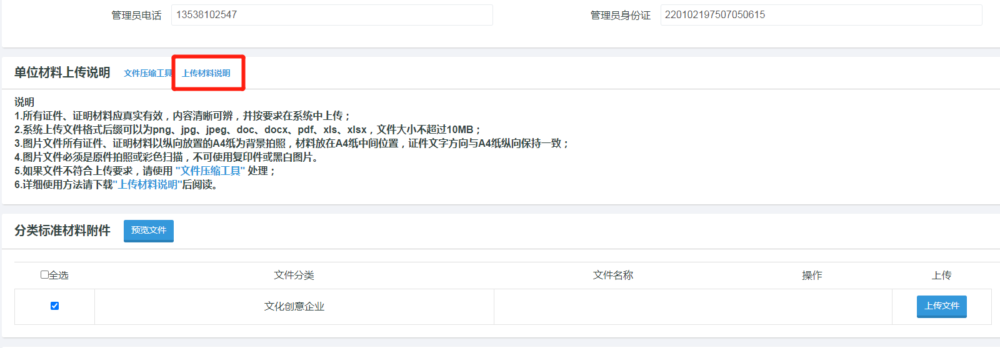 管理员电话 13538102547 管理员身份证 220102197507050615
单位材料上传说明 文件压缩工具 上传材料说明
说明
1.所有证件、证明材料应真实有效，内容清晰可辨，并按要求在系统中上传；
2.系统上传文件格式后缀可以为png、jpg、jpeg、doc、docx、pdf、xls、xlsx，文件大小不超过10MB；
3.图片文件所有证件、证明材料以纵向放置的A4纸为背景拍照，材料放在A4纸中间位置，证件文字方向与A4纸纵向保持一致；
4.图片文件必须是原件拍照或彩色扫描，不可使用复印件或黑白图片。
5.如果文件不符合上传要求，请使用 "文件压缩工具" 处理；
6.详细使用方法请下载"上传材料说明"后阅读。
分类标准材料附件 预览文件
全选 文件分类 文件名称 操作 上传
文化创意企业 上传文件